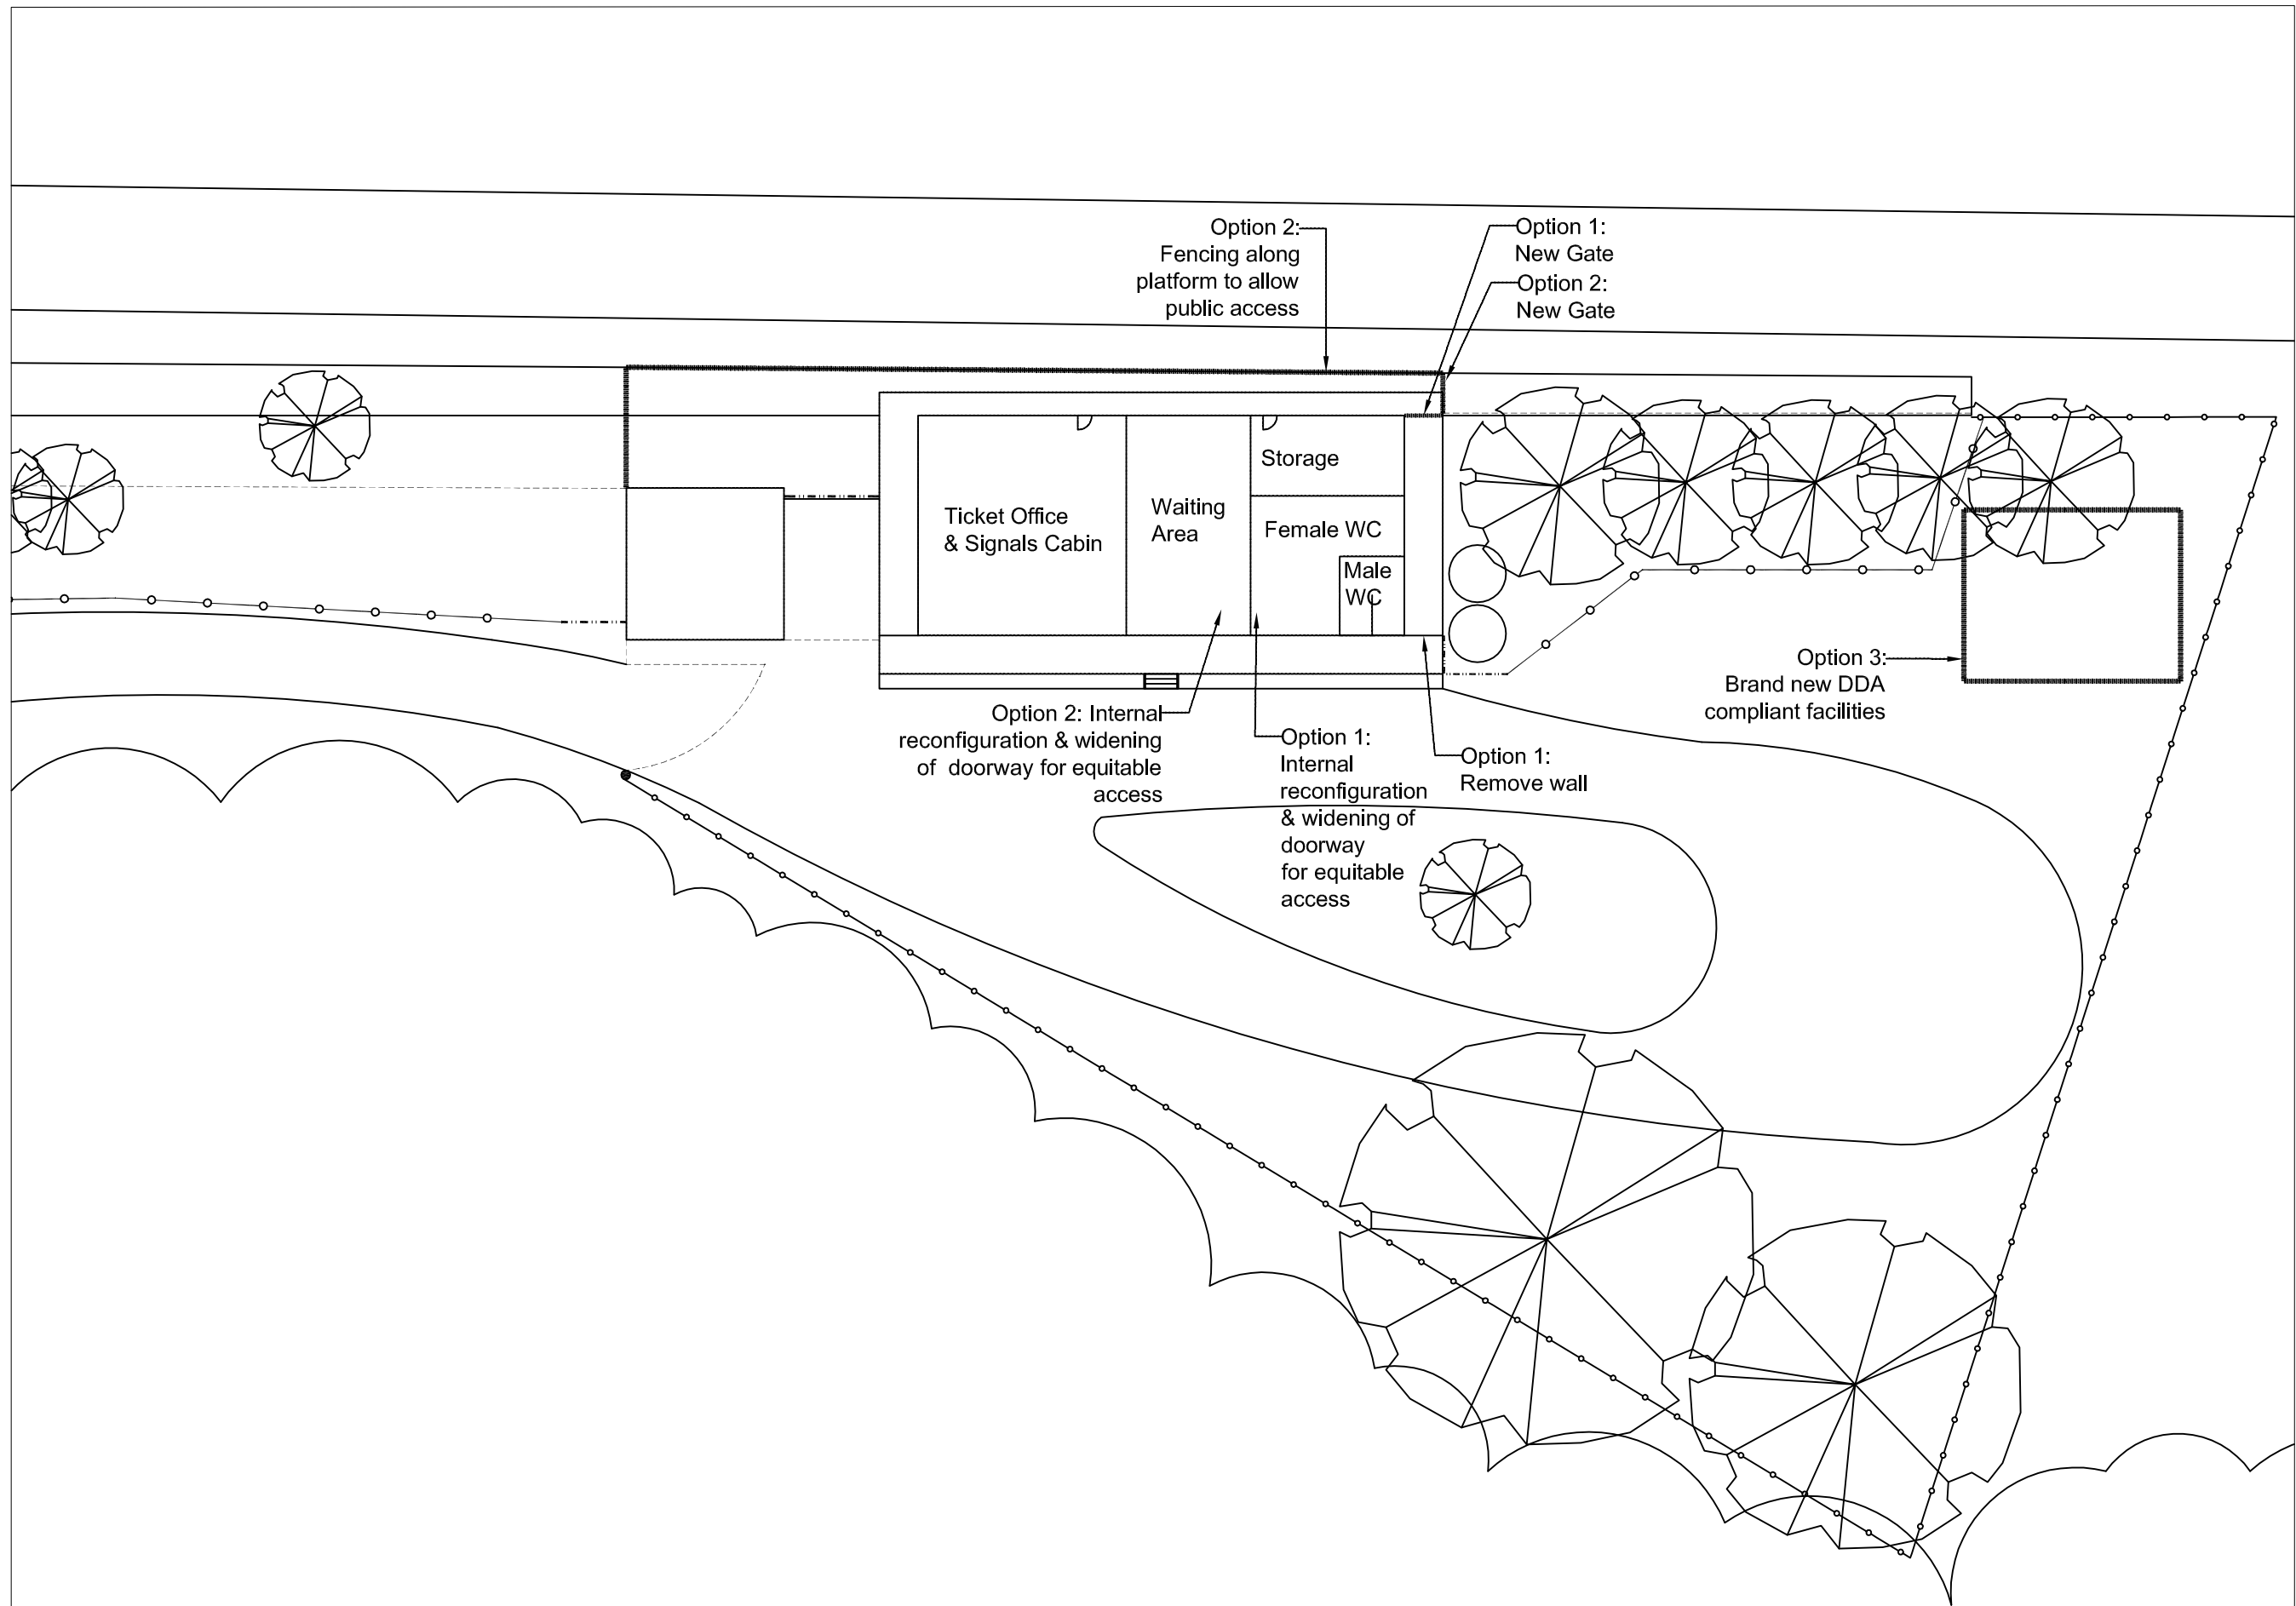 Option 2:
Fencing along
platform to allow
public access
Option 1:
New Gate
Option 2:
New Gate
Ticket Office
& Signals Cabin
Waiting
Area
Storage
Female WC
Male
WC
Option 3:
Brand new DDA
compliant facilities
Option 2: Internal
reconfiguration & widening
of doorway for equitable
access
Option 1:
Internal
reconfiguration
& widening of
doorway
for equitable
access
Option 1:
Remove wall